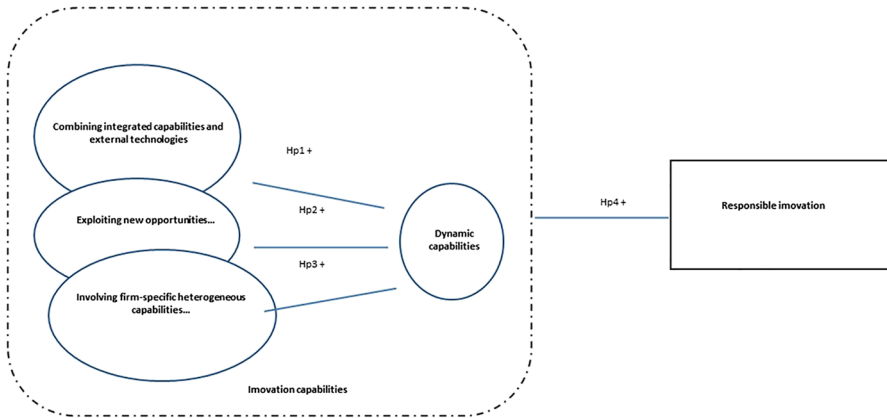 Combining integrated capabilities and
external technologies
Hp1 +
Exploiting new opportunities...
Hp2 +
Involving firm-specific heterogeneous
capabilities...
Hp3 +
Dynamic
capabilities
Hp4 +
Responsible imovation
Imovation capabilities